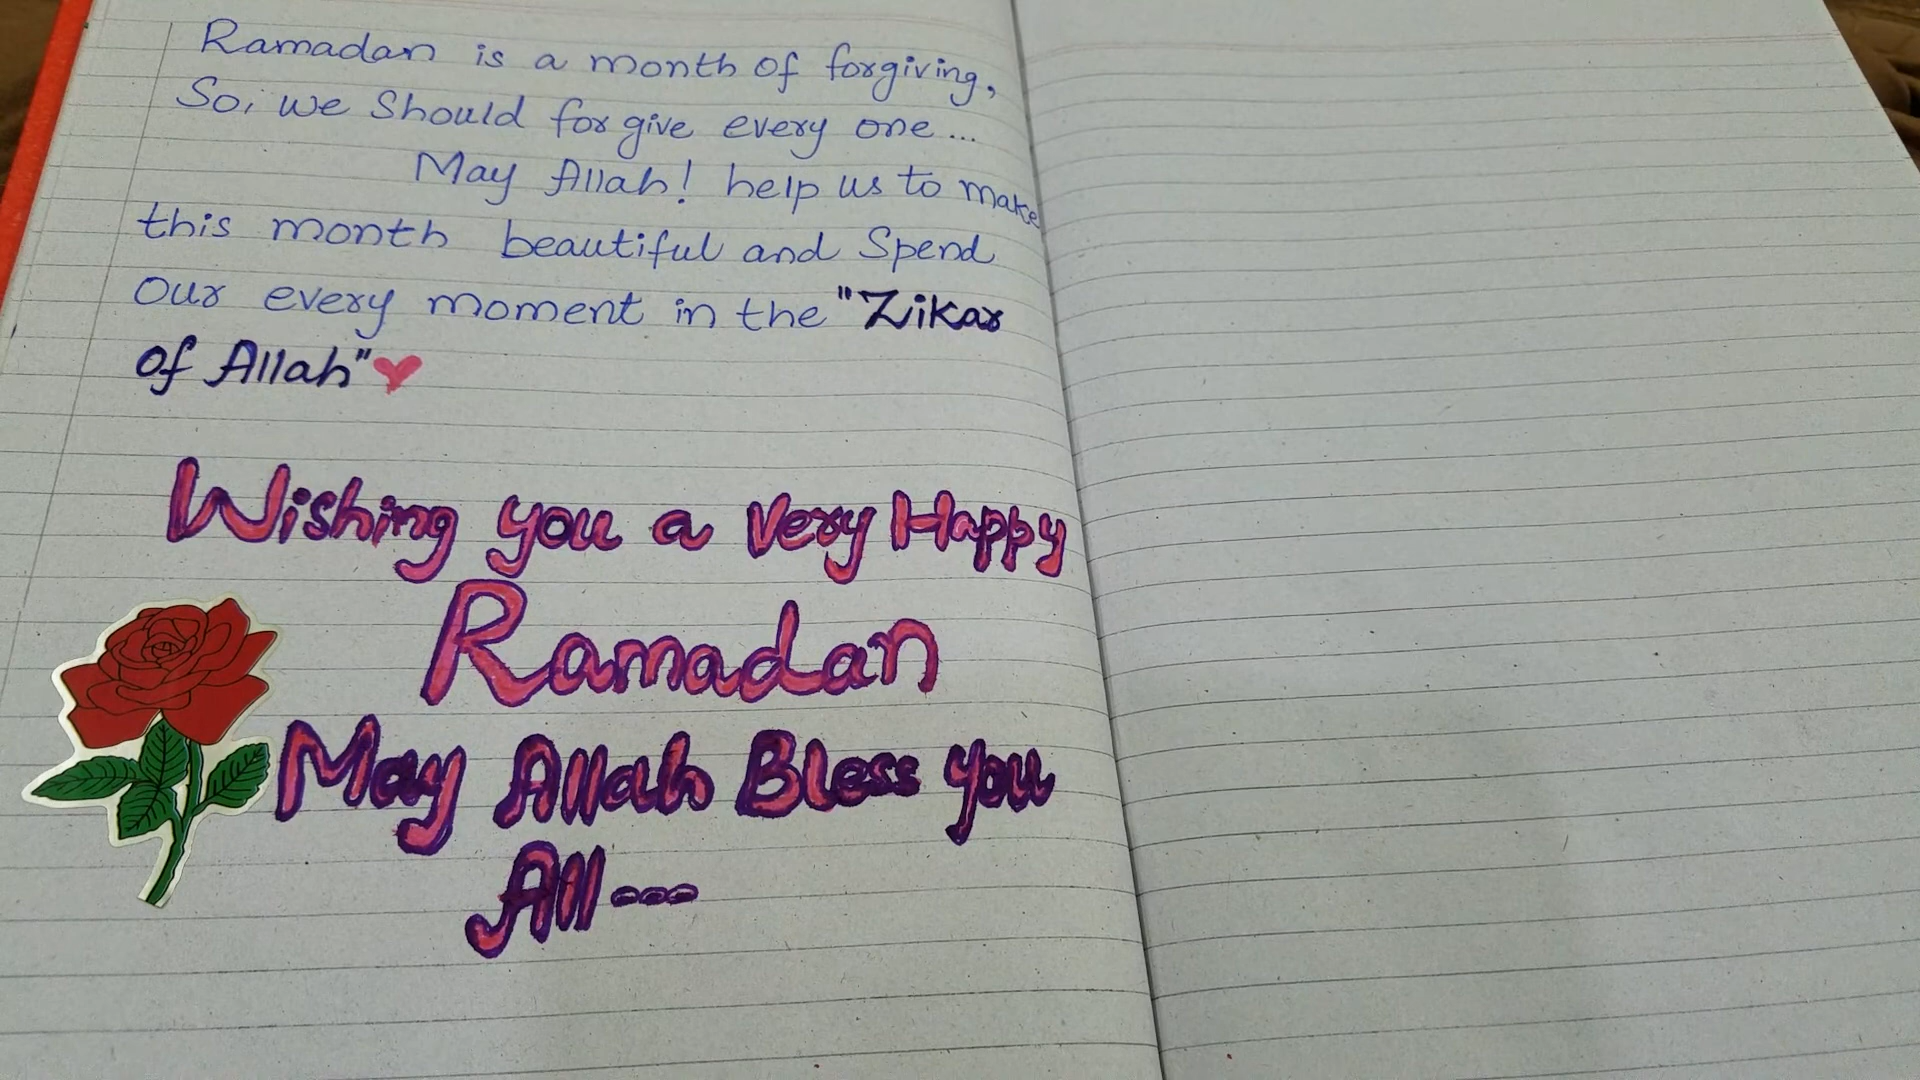 Ramadan is a month of forgiving,
So, we Should forgive every one...
May Allah! help us to make
this month beautiful and Spend
our every moment in the "Zikar
of Allah"
Wishing you a Very Happy
Ramadan
May Allah Bless you
All---